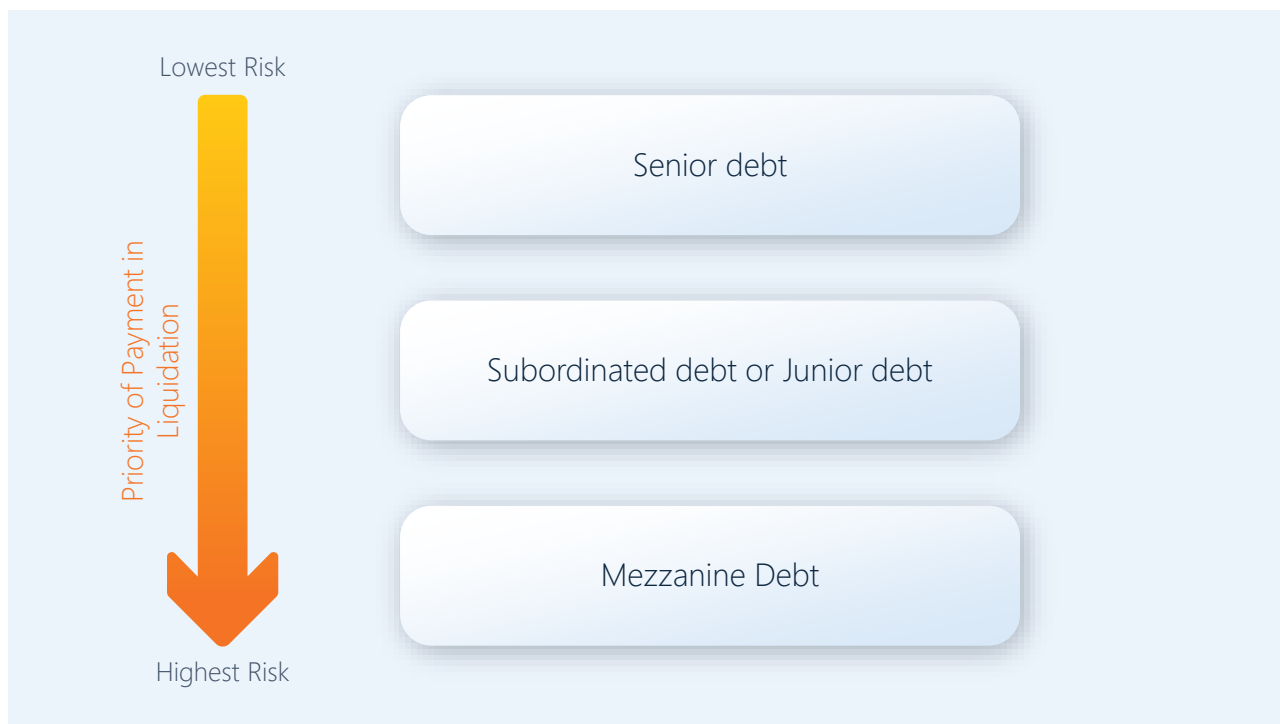 Lowest Risk
Priority of Payment in
Liquidation
Senior debt
Subordinated debt or Junior debt
Mezzanine Debt
Highest Risk